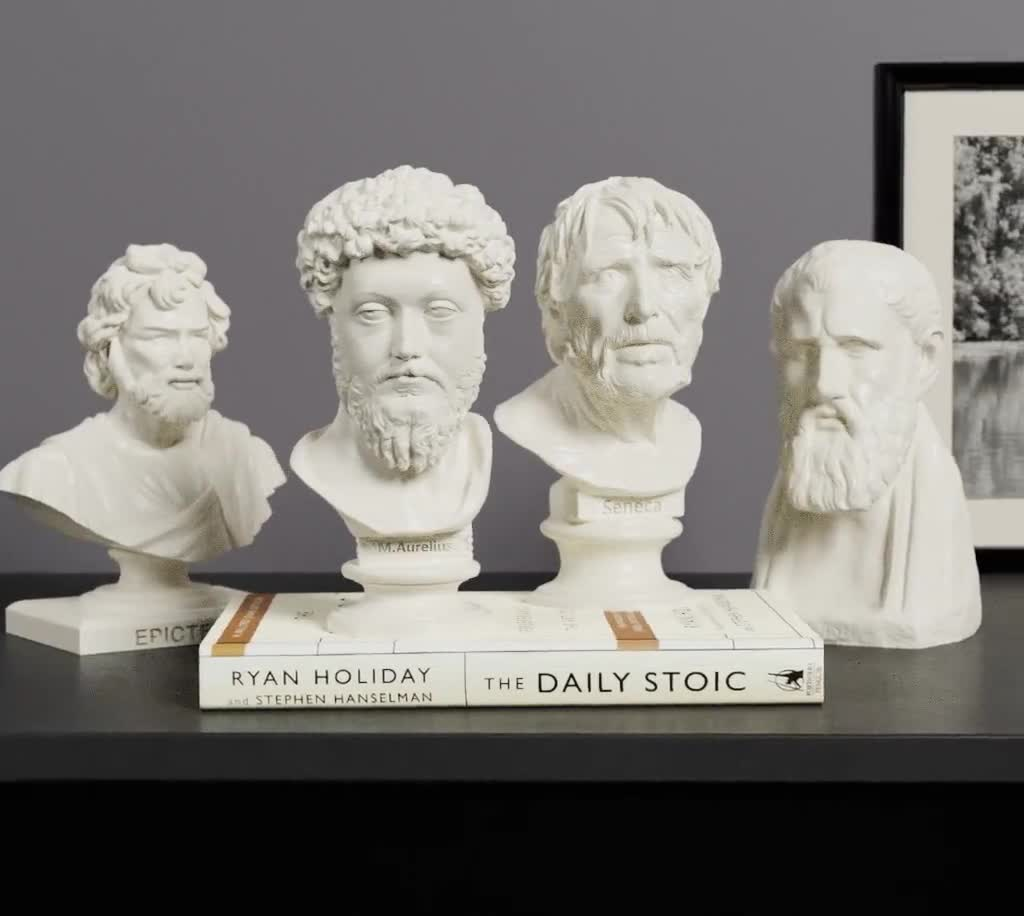 M.Aurelius
Seneca
EPICT
RYAN HOLIDAY
and STEPHEN HANSELMAN
THE DAILY STOIC